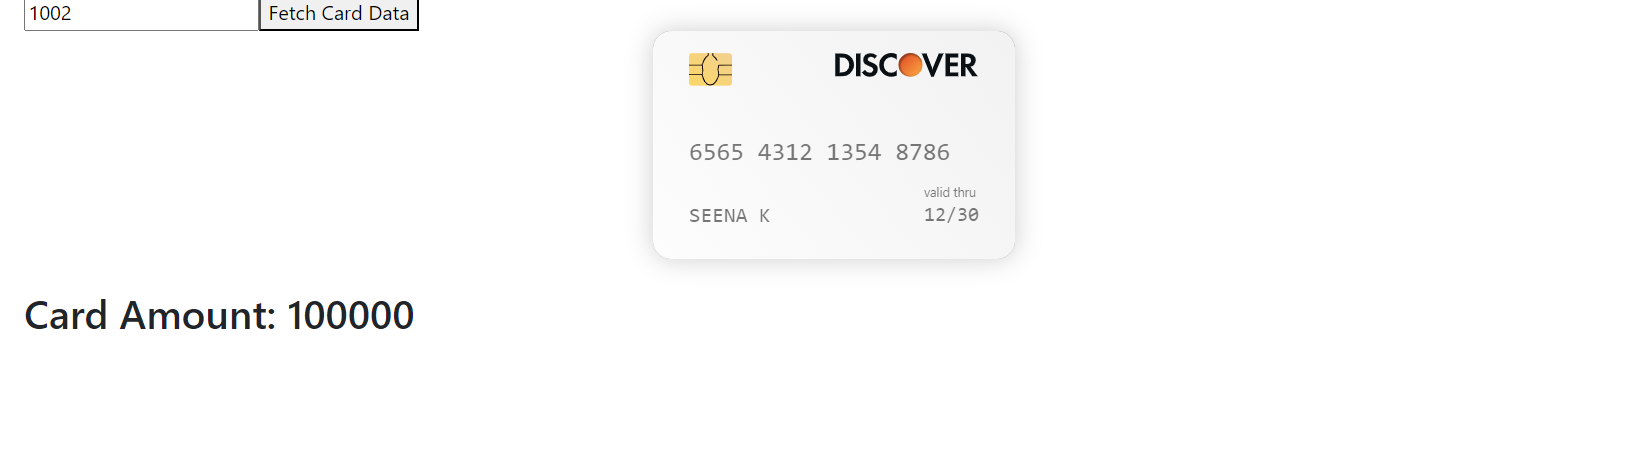 1002 Fetch Card Data
DISCOVER
6565 4312 1354 8786
valid thru
SEENA K 12/30
Card Amount: 100000